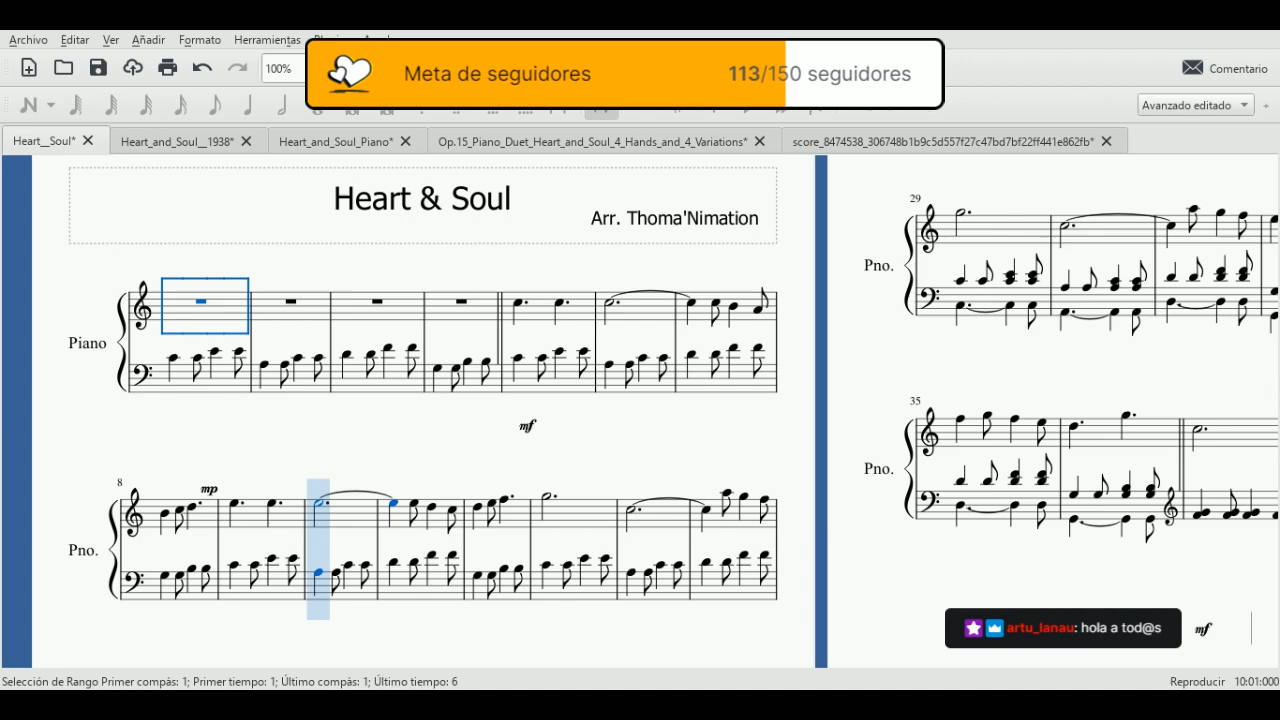 Archivo Editar Ver Añadir Formato Herramientas
Meta de seguidores 113/150 seguidores
100%
Comentario
Avanzado editado
Heart__Soul* Heart_and_Soul__1938* Heart_and_Soul_Piano* Op.15_Piano_Duet_Heart_and_Soul_4_Hands_and_4_Variations* score_8474538_306748b1b9c5d557f27c47bd7bf22ff441e862fb*
Heart & Soul
Arr. Thoma'Nimation
Piano
mf
8
mp
Pno.
29
Pno.
35
Pno.
artu_lanau: hola a tod@s
mf
Selección de Rango Primer compás: 1; Primer tiempo: 1; Último compás: 1; Último tiempo: 6
Reproducir 10:01:000